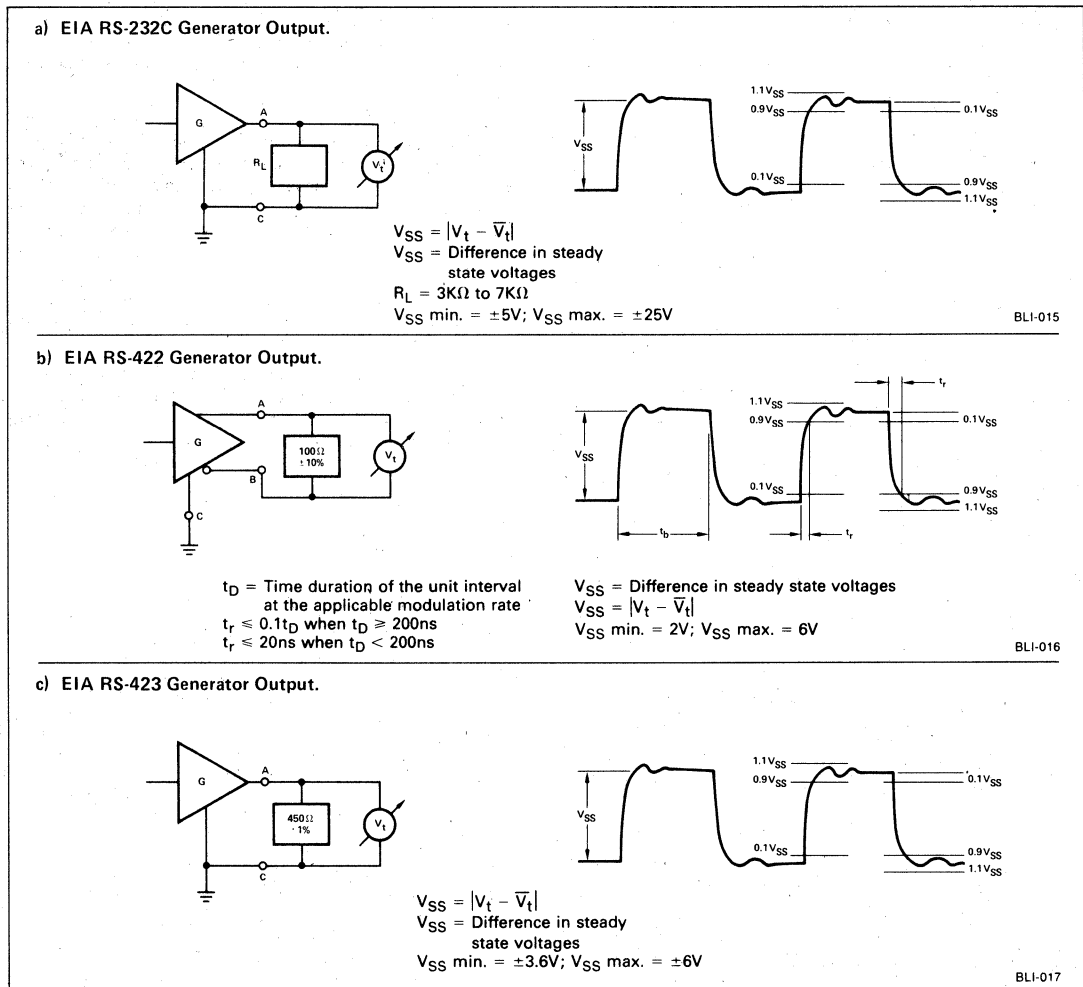 a) EIA RS-232C Generator Output.
G
A
R_L
V_t
C
V_SS
1.1V_SS
0.9V_SS
0.1V_SS
0.1V_SS
0.9V_SS
1.1V_SS
V_SS = |V_t − V̅_t|
V_SS = Difference in steady
state voltages
R_L = 3KΩ to 7KΩ
V_SS min. = ±5V; V_SS max. = ±25V
BLI-015
b) EIA RS-422 Generator Output.
G
A
100Ω
±10%
V_t
B
C
V_SS
t_b
1.1V_SS
0.9V_SS
0.1V_SS
t_r
t_r
0.1V_SS
0.9V_SS
1.1V_SS
t_D = Time duration of the unit interval
at the applicable modulation rate
t_r ≤ 0.1t_D when t_D ≥ 200ns
t_r ≤ 20ns when t_D < 200ns
V_SS = Difference in steady state voltages
V_SS = |V_t − V̅_t|
V_SS min. = 2V; V_SS max. = 6V
BLI-016
c) EIA RS-423 Generator Output.
G
A
450Ω
1%
V_t
C
V_SS
1.1V_SS
0.9V_SS
0.1V_SS
0.1V_SS
0.9V_SS
1.1V_SS
V_SS = |V_t − V̅_t|
V_SS = Difference in steady
state voltages
V_SS min. = ±3.6V; V_SS max. = ±6V
BLI-017